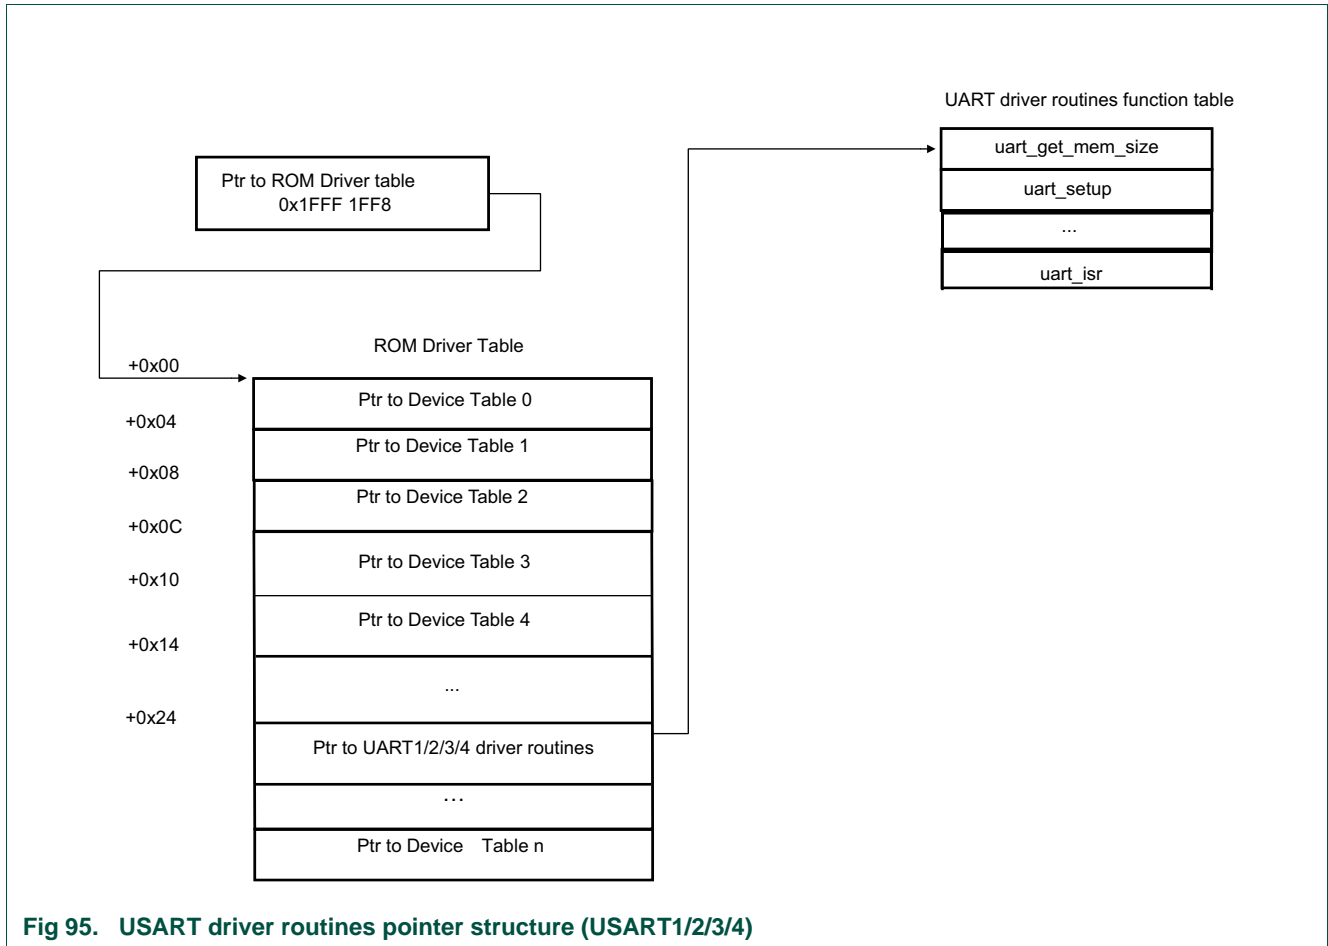 UART driver routines function table
uart_get_mem_size
uart_setup
...
uart_isr
Ptr to ROM Driver table
0x1FFF 1FF8
ROM Driver Table
+0x00
Ptr to Device Table 0
+0x04
Ptr to Device Table 1
+0x08
Ptr to Device Table 2
+0x0C
Ptr to Device Table 3
+0x10
Ptr to Device Table 4
+0x14
...
+0x24
Ptr to UART1/2/3/4 driver routines
...
Ptr to Device Table n
Fig 95. USART driver routines pointer structure (USART1/2/3/4)